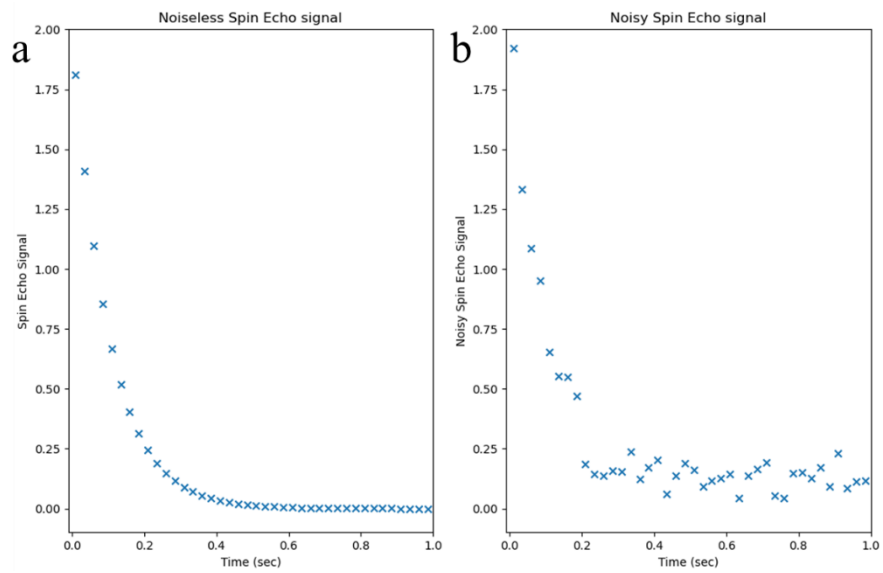 a
Noiseless Spin Echo signal
Spin Echo Signal
2.00
1.75
1.50
1.25
1.00
0.75
0.50
0.25
0.00
0.0 0.2 0.4 0.6 0.8 1.0
Time (sec)
b
Noisy Spin Echo signal
Noisy Spin Echo Signal
2.00
1.75
1.50
1.25
1.00
0.75
0.50
0.25
0.00
0.0 0.2 0.4 0.6 0.8 1.0
Time (sec)